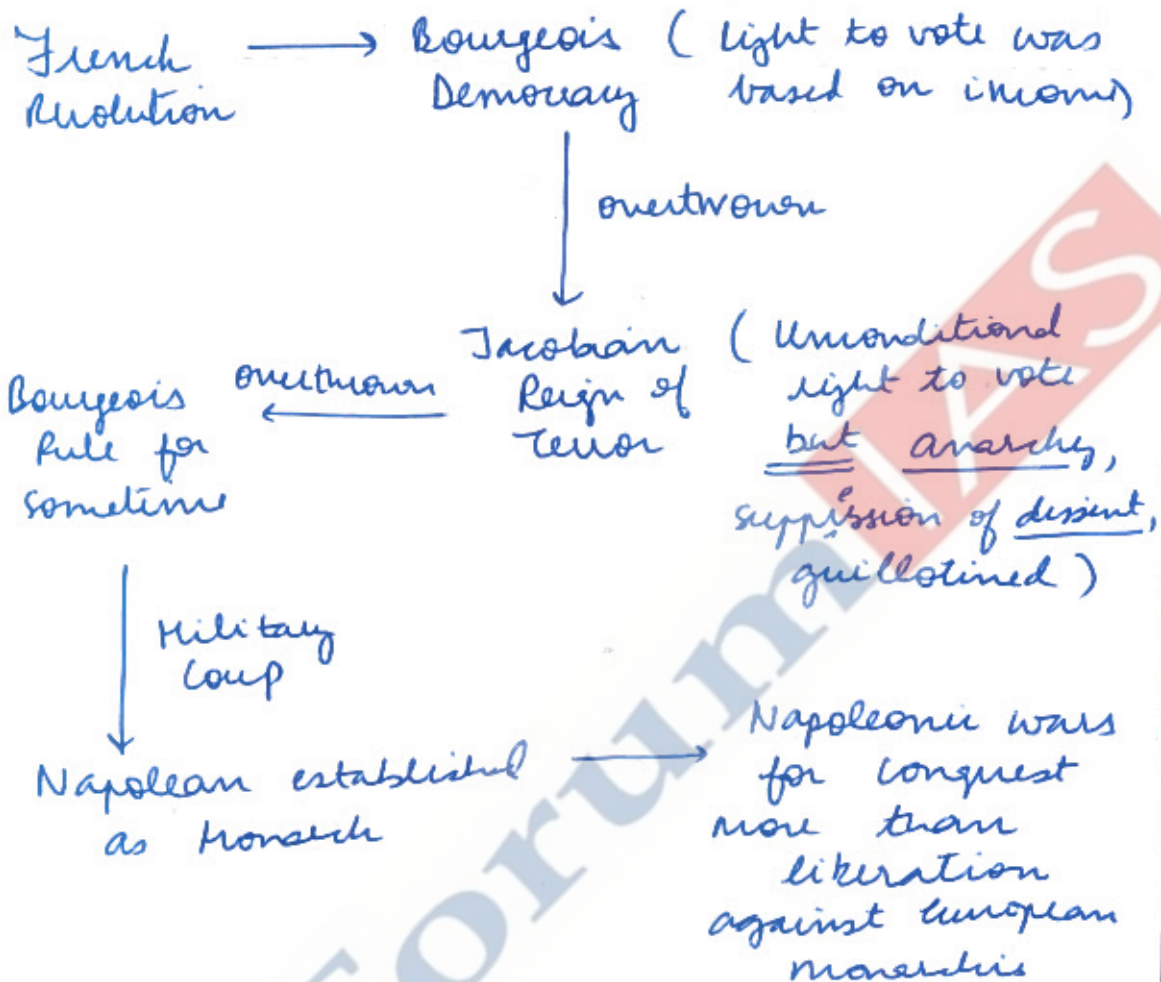 French
Revolution
Bourgeois
Democracy
( Right to vote was
based on income)
overthrown
Jacobian
Reign of
Terror
( Unconditional
right to vote
but anarchy,
suppression of dissent,
guillotined )
overthrown
Bourgeois
Rule for
sometime
Military
Coup
Napolean established
as Monarch
Napoleonic wars
for conquest
more than
liberation
against European
monarchies
Forum IAS